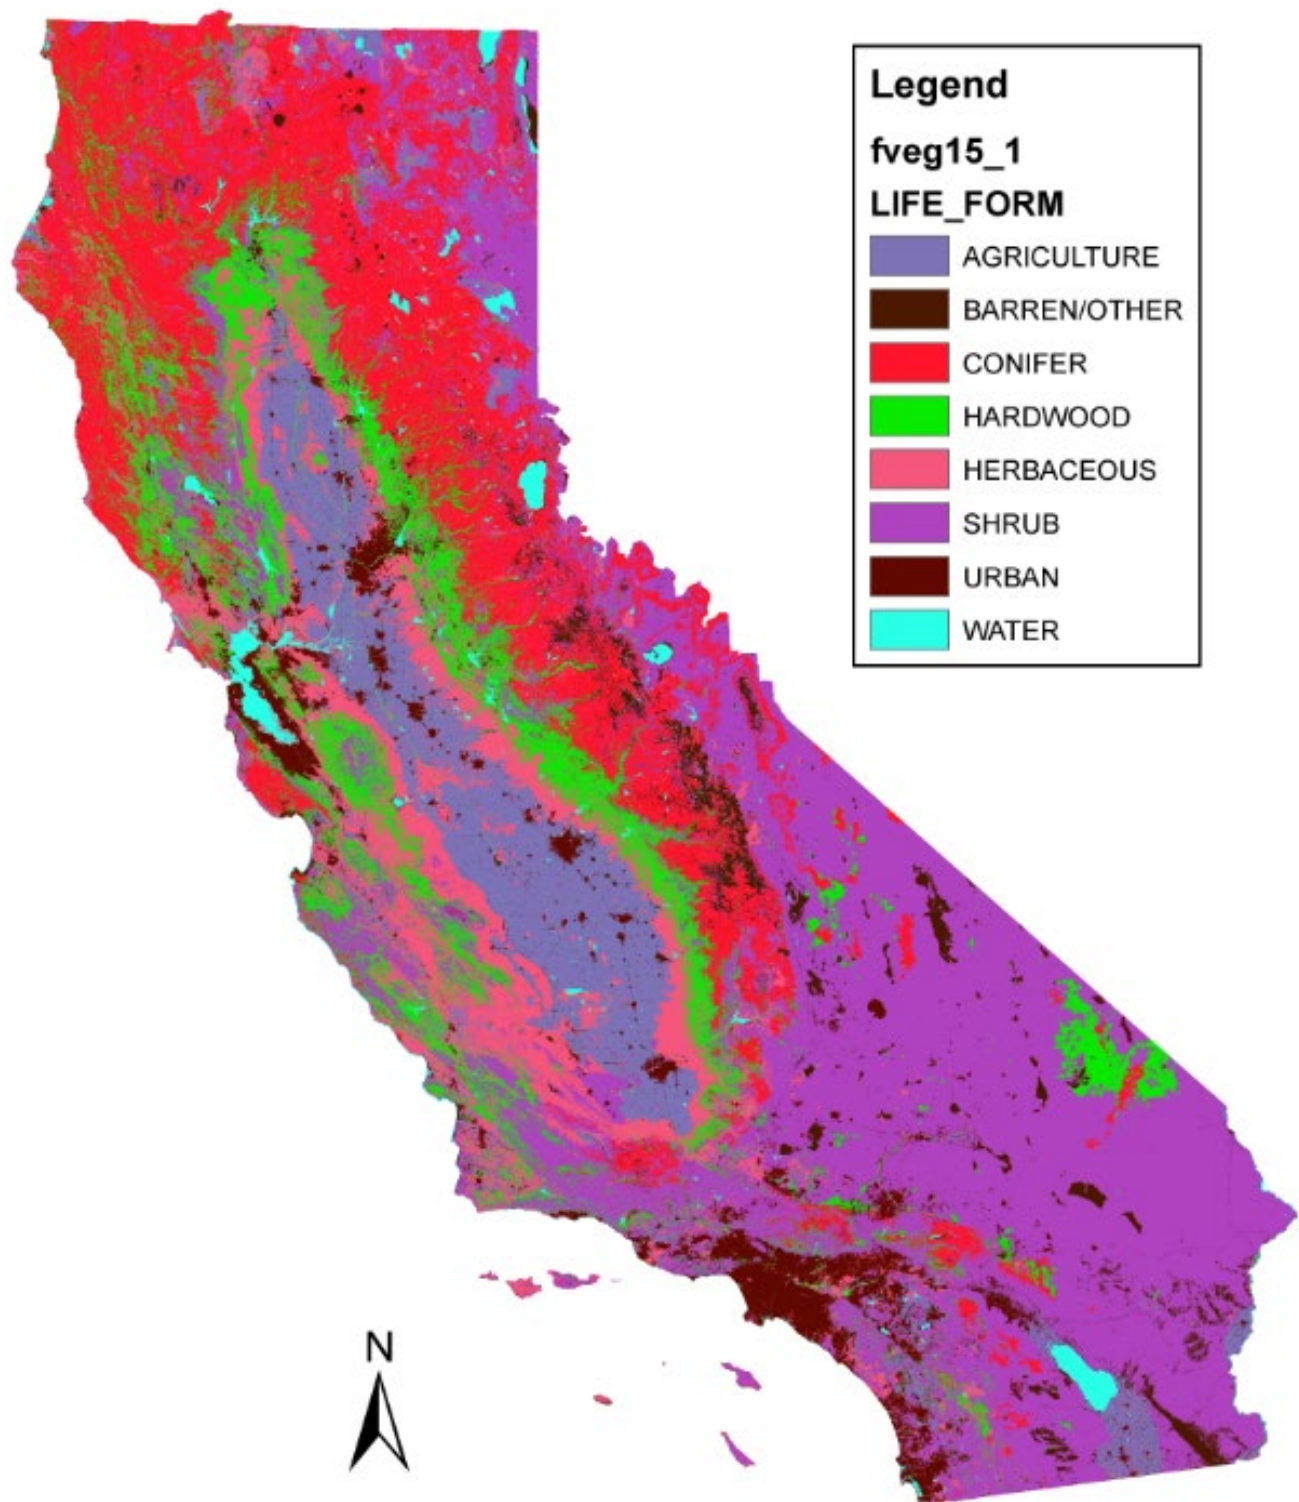 Legend
fveg15_1
LIFE_FORM
AGRICULTURE
BARREN/OTHER
CONIFER
HARDWOOD
HERBACEOUS
SHRUB
URBAN
WATER
N